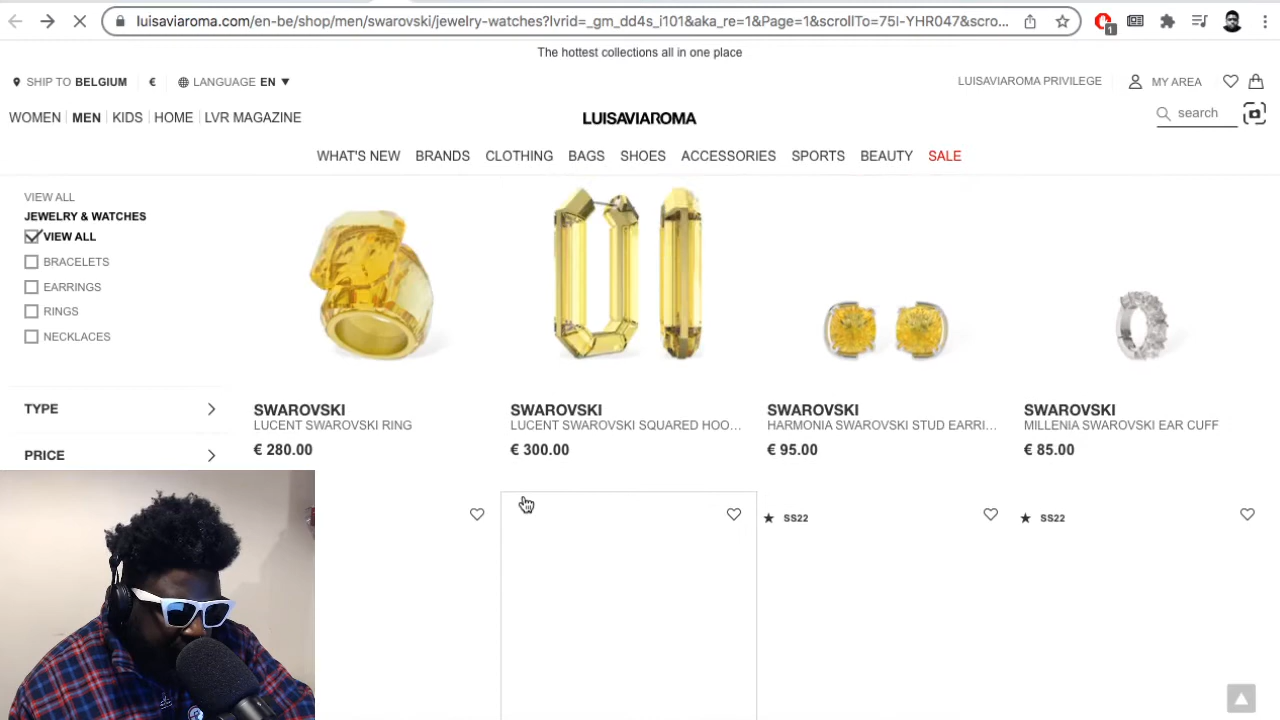 luisaviaroma.com/en-be/shop/men/swarovski/jewelry-watches?lvrid=_gm_dd4s_i101&aka_re=1&Page=1&scrollTo=75I-YHR047&scro...
1
The hottest collections all in one place
SHIP TO BELGIUM € LANGUAGE EN ▼
LUISAVIAROMA PRIVILEGE MY AREA
WOMEN MEN KIDS HOME LVR MAGAZINE
LUISAVIAROMA
search
WHAT'S NEW BRANDS CLOTHING BAGS SHOES ACCESSORIES SPORTS BEAUTY SALE
VIEW ALL
JEWELRY & WATCHES
VIEW ALL
BRACELETS
EARRINGS
RINGS
NECKLACES
TYPE
PRICE
SWAROVSKI
LUCENT SWAROVSKI RING
€ 280.00
SWAROVSKI
LUCENT SWAROVSKI SQUARED HOO...
€ 300.00
SWAROVSKI
HARMONIA SWAROVSKI STUD EARRI...
€ 95.00
SWAROVSKI
MILLENIA SWAROVSKI EAR CUFF
€ 85.00
★ SS22
★ SS22